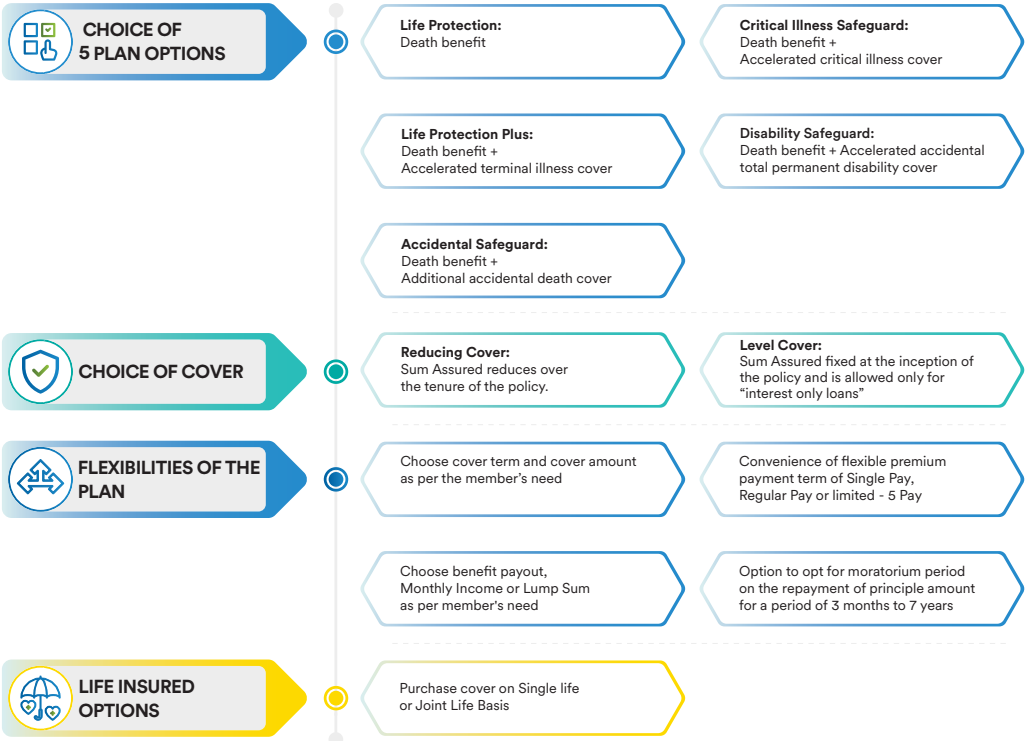 CHOICE OF
5 PLAN OPTIONS
Life Protection:
Death benefit
Critical Illness Safeguard:
Death benefit +
Accelerated critical illness cover
Life Protection Plus:
Death benefit +
Accelerated terminal illness cover
Disability Safeguard:
Death benefit + Accelerated accidental
total permanent disability cover
Accidental Safeguard:
Death benefit +
Additional accidental death cover
CHOICE OF COVER
Reducing Cover:
Sum Assured reduces over
the tenure of the policy.
Level Cover:
Sum Assured fixed at the inception of
the policy and is allowed only for
“interest only loans”
FLEXIBILITIES OF THE
PLAN
Choose cover term and cover amount
as per the member’s need
Convenience of flexible premium
payment term of Single Pay,
Regular Pay or limited - 5 Pay
Choose benefit payout,
Monthly Income or Lump Sum
as per member's need
Option to opt for moratorium period
on the repayment of principle amount
for a period of 3 months to 7 years
LIFE INSURED
OPTIONS
Purchase cover on Single life
or Joint Life Basis